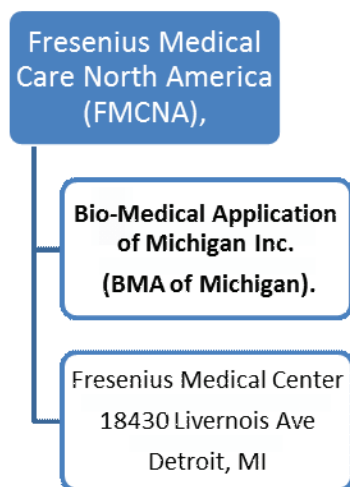 Fresenius Medical
Care North America
(FMCNA),
Bio-Medical Application
of Michigan Inc.
(BMA of Michigan).
Fresenius Medical Center
18430 Livernois Ave
Detroit, MI